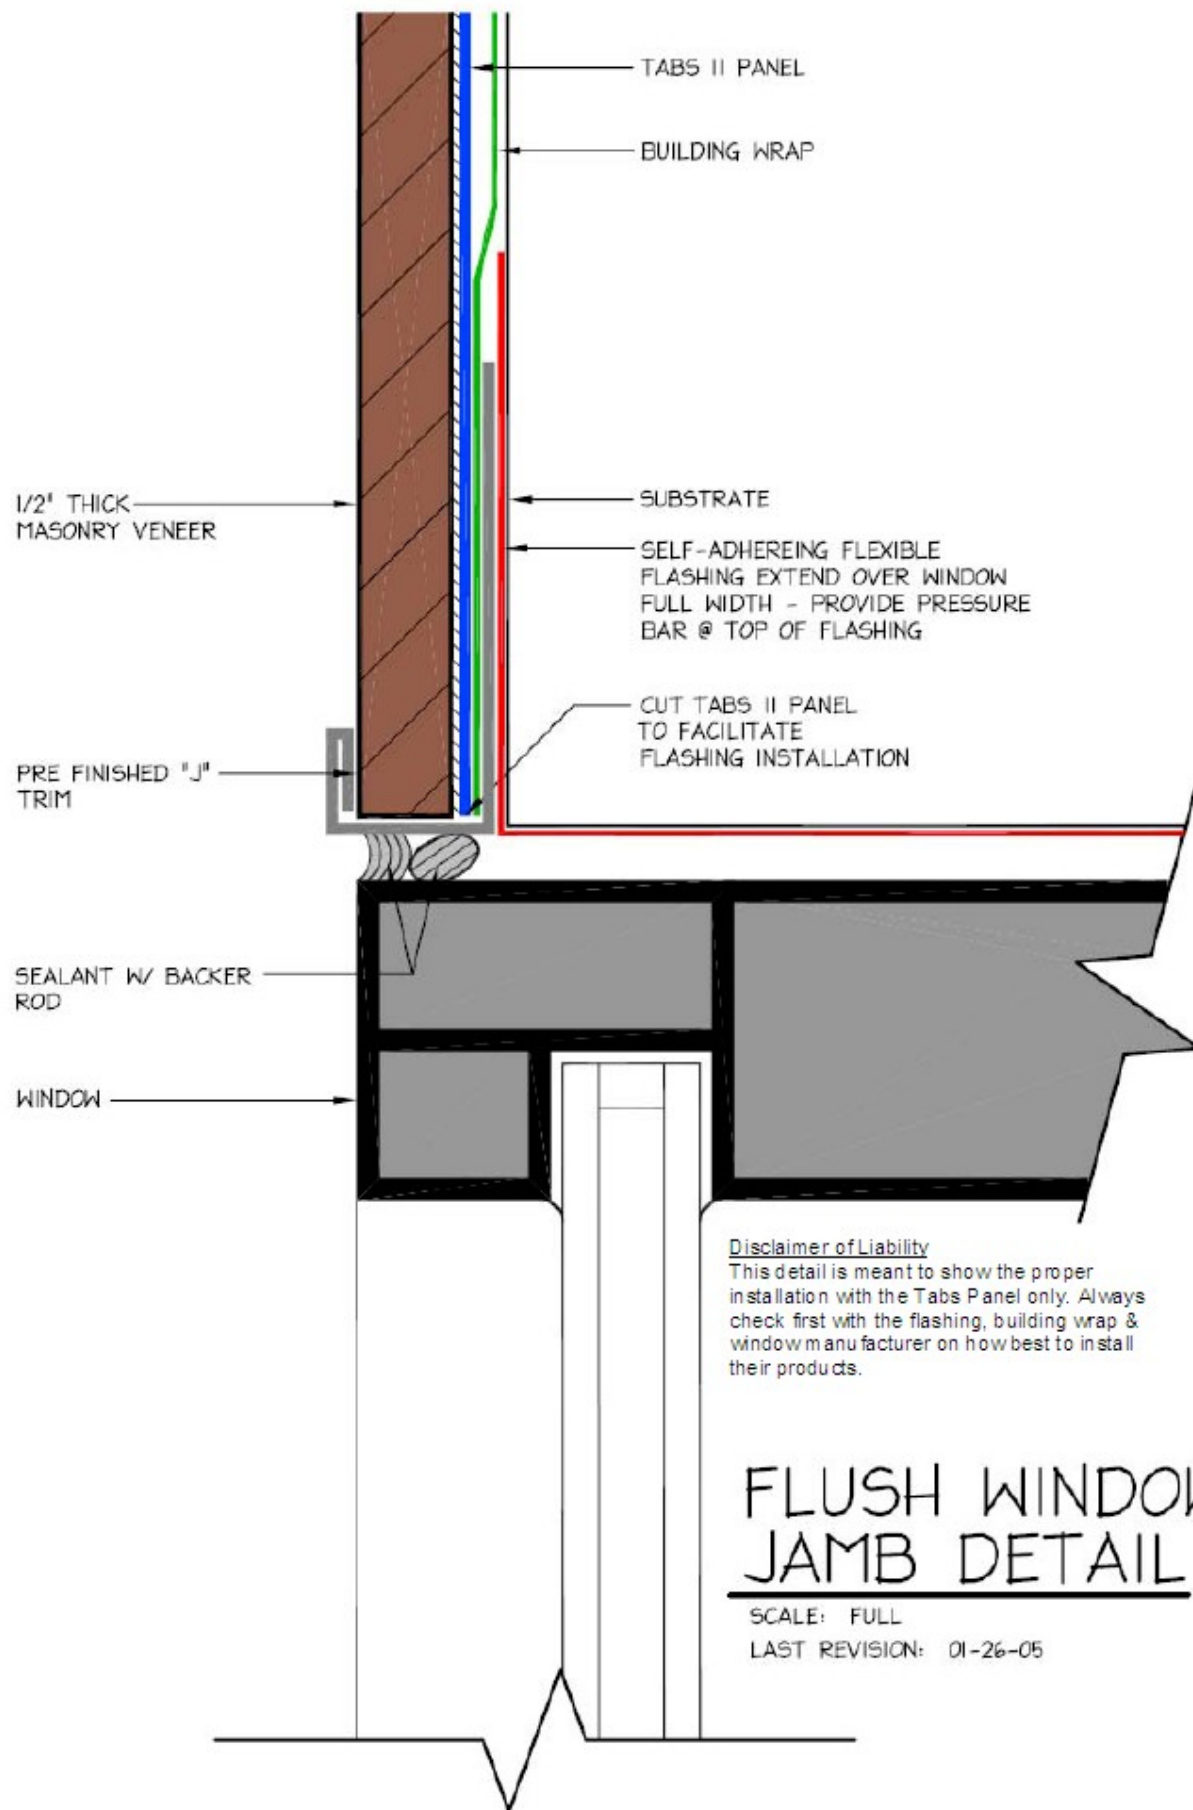 TABS II PANEL
BUILDING WRAP
1/2" THICK
MASONRY VENEER
SUBSTRATE
SELF-ADHEREING FLEXIBLE
FLASHING EXTEND OVER WINDOW
FULL WIDTH - PROVIDE PRESSURE
BAR @ TOP OF FLASHING
CUT TABS II PANEL
TO FACILITATE
FLASHING INSTALLATION
PRE FINISHED "J"
TRIM
SEALANT W/ BACKER
ROD
WINDOW
Disclaimer of Liability
This detail is meant to show the proper
installation with the Tabs Panel only. Always
check first with the flashing, building wrap &
window manufacturer on how best to install
their products.
FLUSH WINDOW
JAMB DETAIL
SCALE: FULL
LAST REVISION: 01-26-05